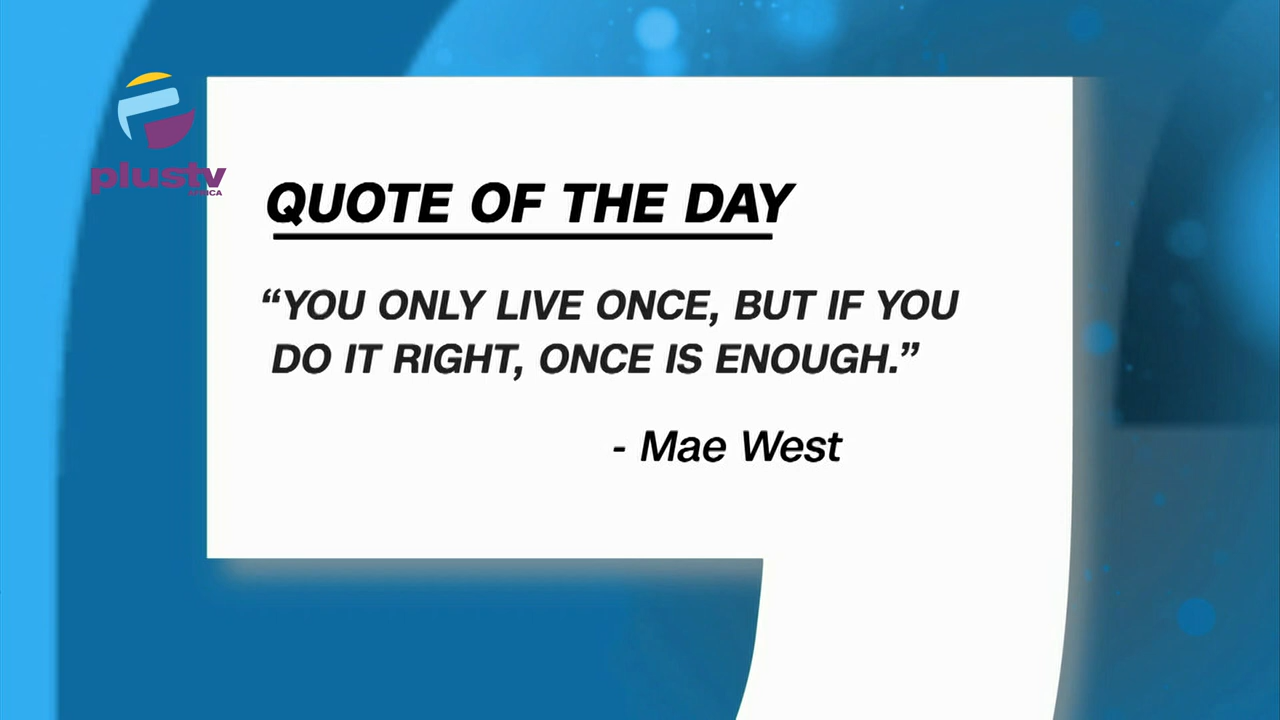 plustv
AFRICA
QUOTE OF THE DAY
“YOU ONLY LIVE ONCE, BUT IF YOU
DO IT RIGHT, ONCE IS ENOUGH.”
- Mae West